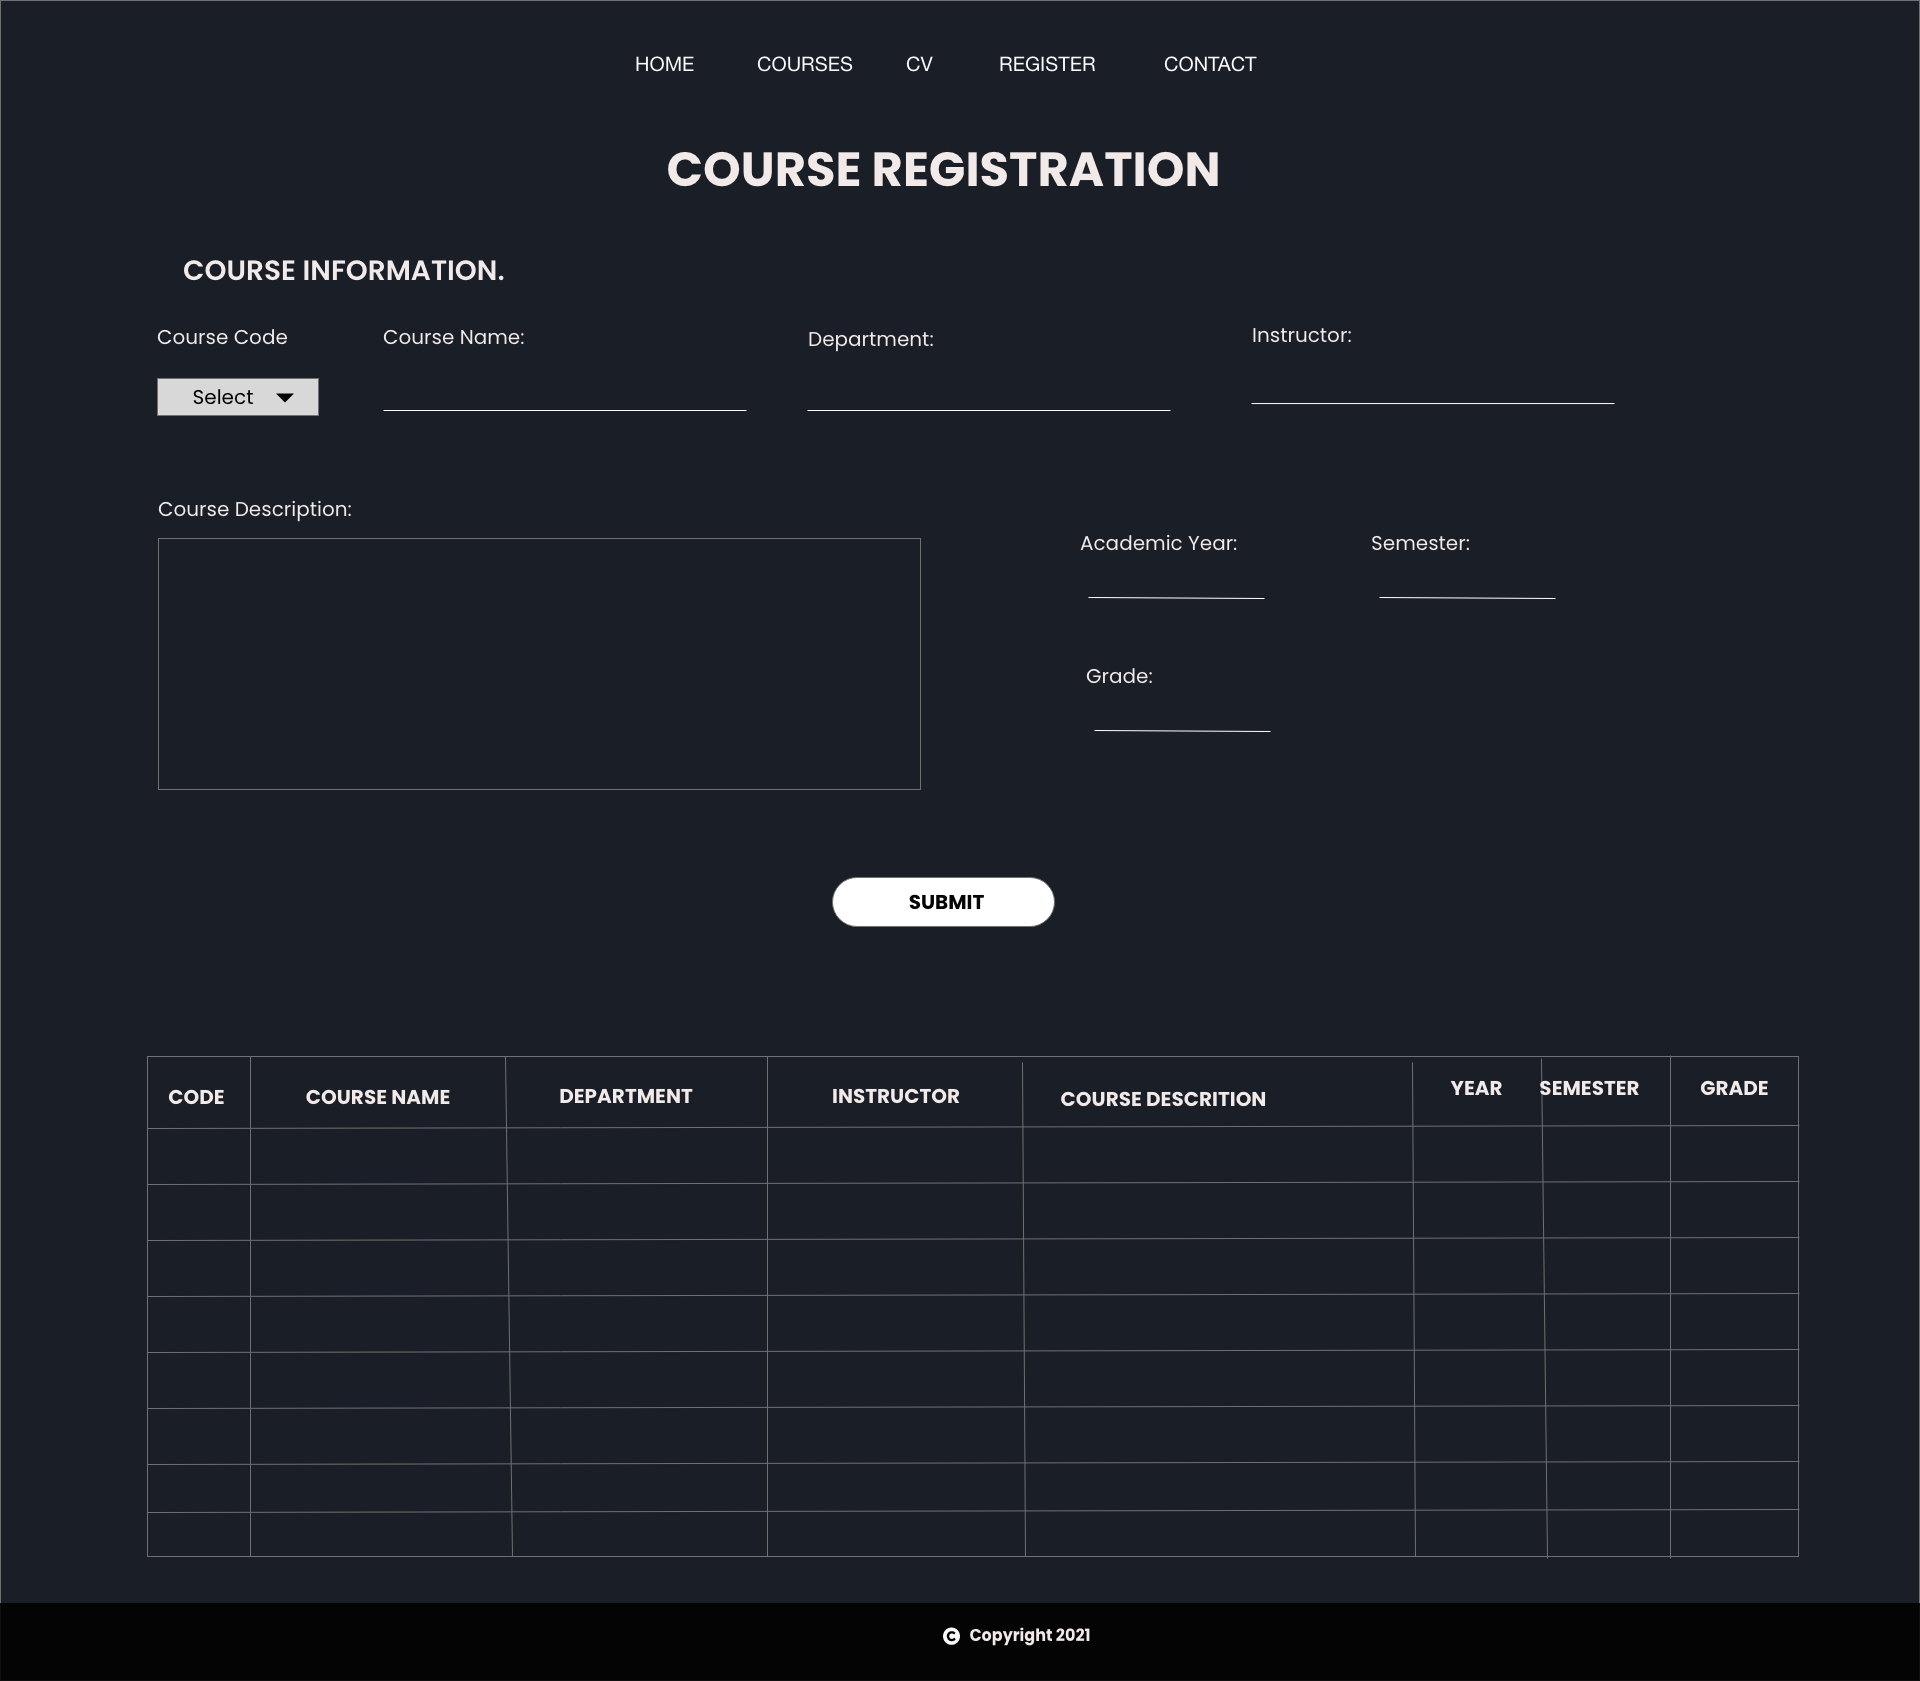 HOME COURSES CV REGISTER CONTACT
COURSE REGISTRATION
COURSE INFORMATION.
Course Code Course Name: Department: Instructor:
Select
Course Description:
Academic Year: Semester:
Grade:
SUBMIT
CODE COURSE NAME DEPARTMENT INSTRUCTOR COURSE DESCRITION YEAR SEMESTER GRADE
© Copyright 2021